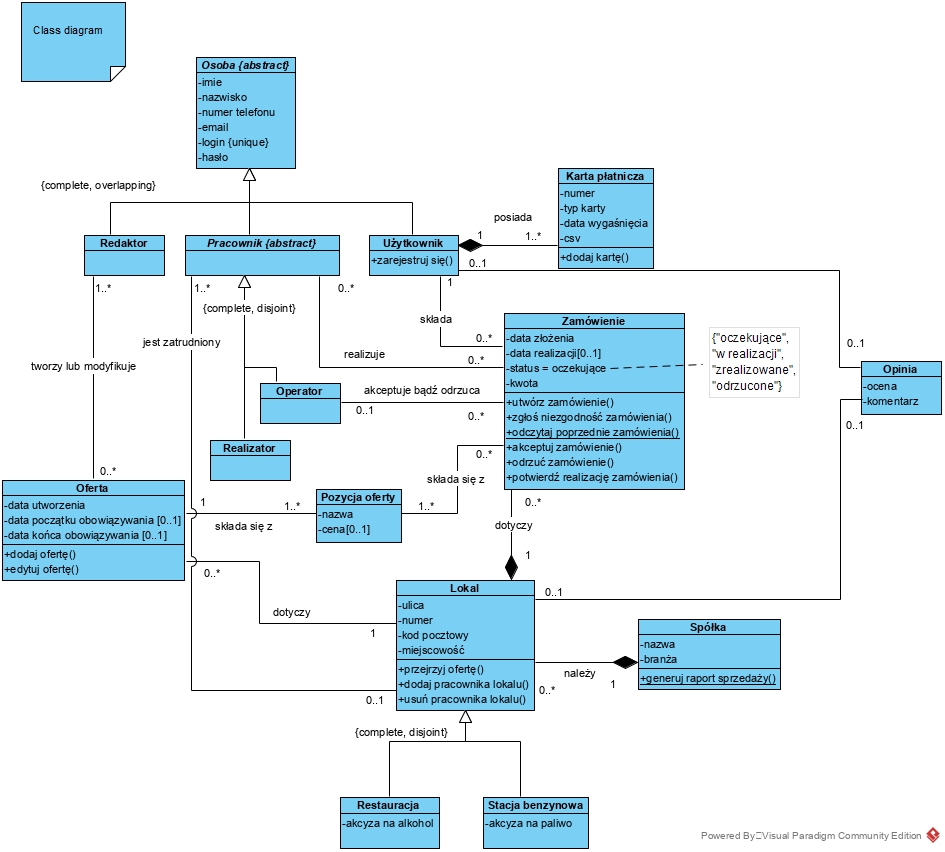 Class diagram
Osoba {abstract}
-imie
-nazwisko
-numer telefonu
-email
-login {unique}
-hasło
{complete, overlapping}
Karta płatnicza
-numer
-typ karty
-data wygaśnięcia
-csv
+dodaj kartę()
posiada
1
1..*
Redaktor
Pracownik {abstract}
Użytkownik
+zarejestruj się()
0..1
1..*
1..*
0..*
1
{complete, disjoint}
składa
0..*
jest zatrudniony
realizuje
0..*
tworzy lub modyfikuje
Zamówienie
-data złożenia
-data realizacji[0..1]
-status = oczekujące
-kwota
+utwórz zamówienie()
+zgłoś niezgodność zamówienia()
+odczytaj poprzednie zamówienia()
+akceptuj zamówienie()
+odrzuć zamówienie()
+potwierdź realizację zamówienia()
{"oczekujące",
"w realizacji",
"zrealizowane",
"odrzucone"}
0..1
Opinia
-ocena
-komentarz
0..1
Operator
akceptuje bądź odrzuca
0..1
0..*
Realizator
0..*
składa się z
0..*
Oferta
-data utworzenia
-data początku obowiązywania [0..1]
-data końca obowiązywania [0..1]
+dodaj ofertę()
+edytuj ofertę()
1
1..*
składa się z
Pozycja oferty
-nazwa
-cena[0..1]
1..*
0..*
dotyczy
1
0..*
dotyczy
1
Lokal
-ulica
-numer
-kod pocztowy
-miejscowość
+przejrzyj ofertę()
+dodaj pracownika lokalu()
+usuń pracownika lokalu()
0..1
0..1
Spółka
-nazwa
-branża
+generuj raport sprzedaży()
należy
0..*
1
{complete, disjoint}
Restauracja
-akcyza na alkohol
Stacja benzynowa
-akcyza na paliwo
Powered By Visual Paradigm Community Edition